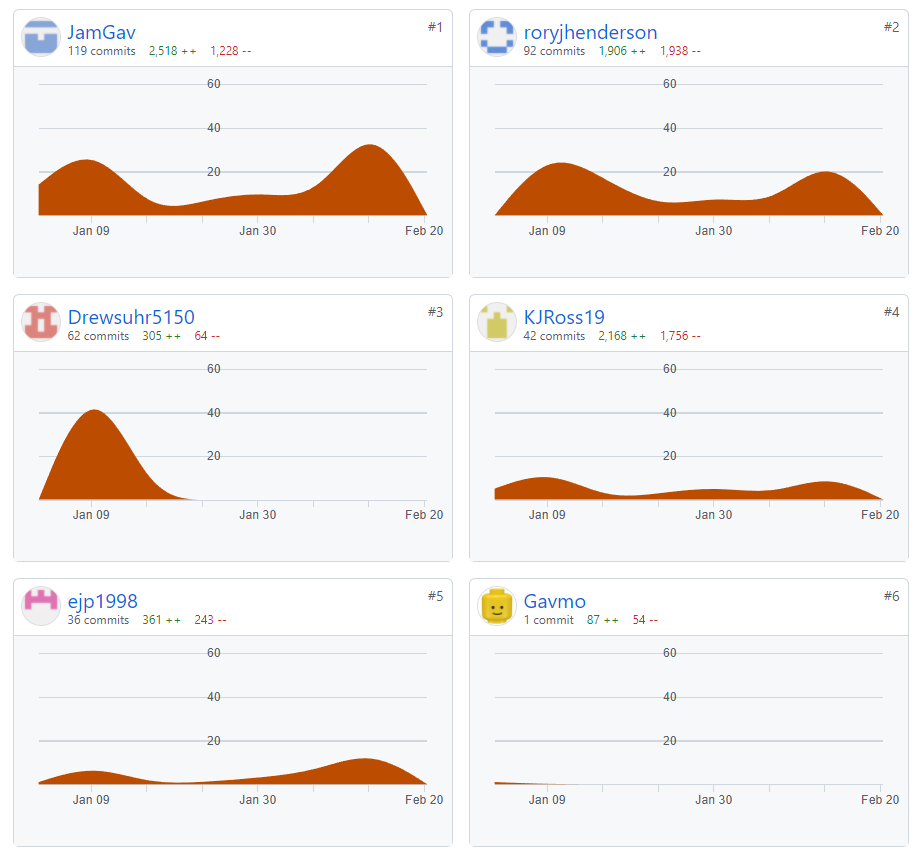 JamGav #1
119 commits 2,518 ++ 1,228 --
60
40
20
Jan 09 Jan 30 Feb 20
roryjhenderson #2
92 commits 1,906 ++ 1,938 --
60
40
20
Jan 09 Jan 30 Feb 20
Drewsuhr5150 #3
62 commits 305 ++ 64 --
60
40
20
Jan 09 Jan 30 Feb 20
KJRoss19 #4
42 commits 2,168 ++ 1,756 --
60
40
20
Jan 09 Jan 30 Feb 20
ejp1998 #5
36 commits 361 ++ 243 --
60
40
20
Jan 09 Jan 30 Feb 20
Gavmo #6
1 commit 87 ++ 54 --
60
40
20
Jan 09 Jan 30 Feb 20